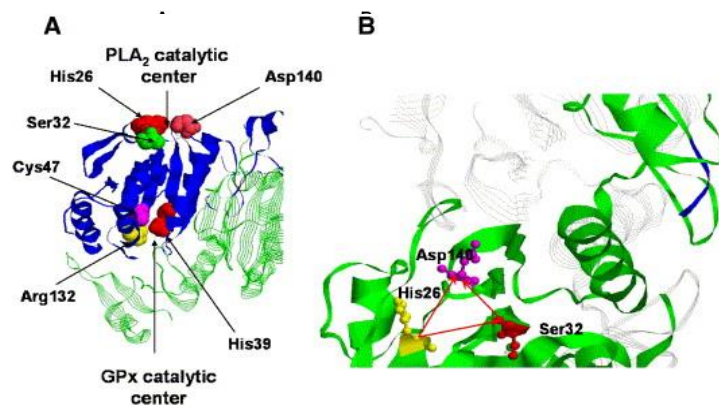 A
B
PLA2 catalytic
center
His26
Asp140
Ser32
Cys47
Arg132
His39
GPx catalytic
center
Asp140
His26
Ser32